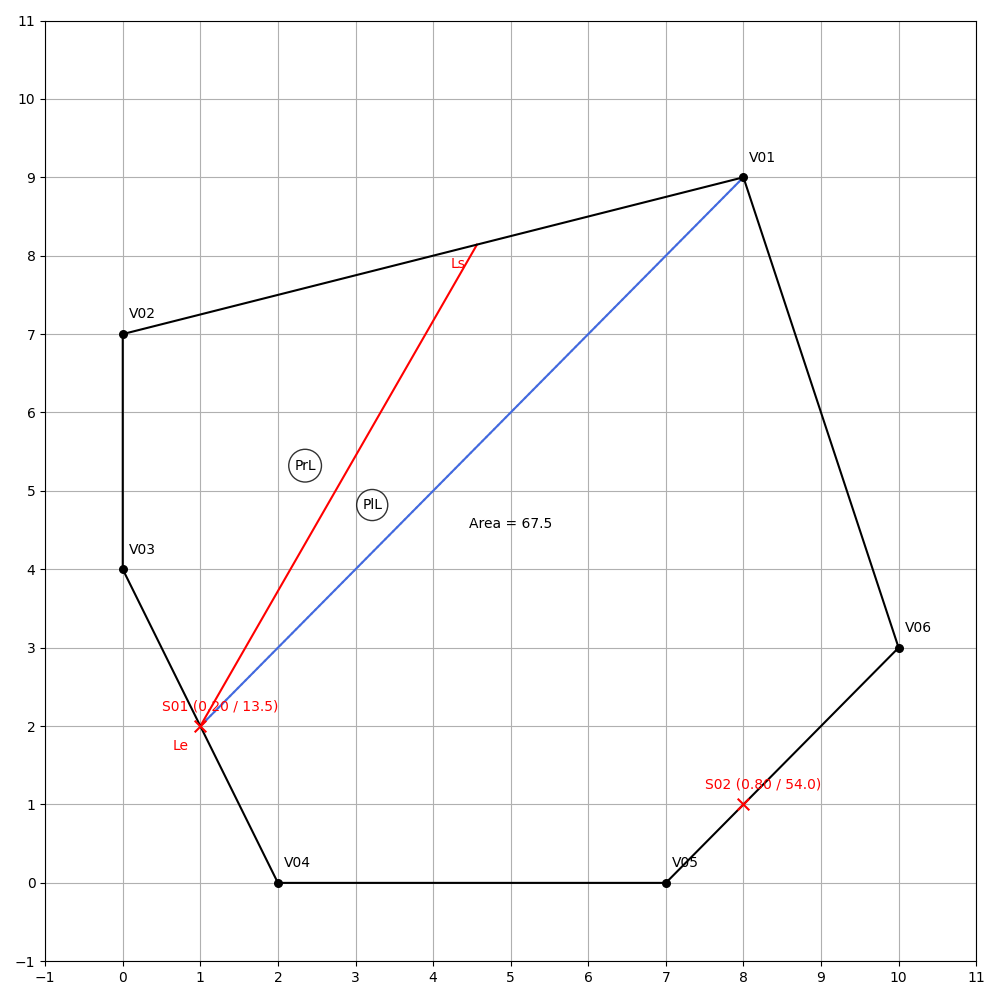 11
10
9
8
7
6
5
4
3
2
1
0
−1
V01
Ls
V02
PrL
PlL
Area = 67.5
V03
V06
S01 (0.20 / 13.5)
Le
S02 (0.80 / 54.0)
V04
V05
−1 0 1 2 3 4 5 6 7 8 9 10 11